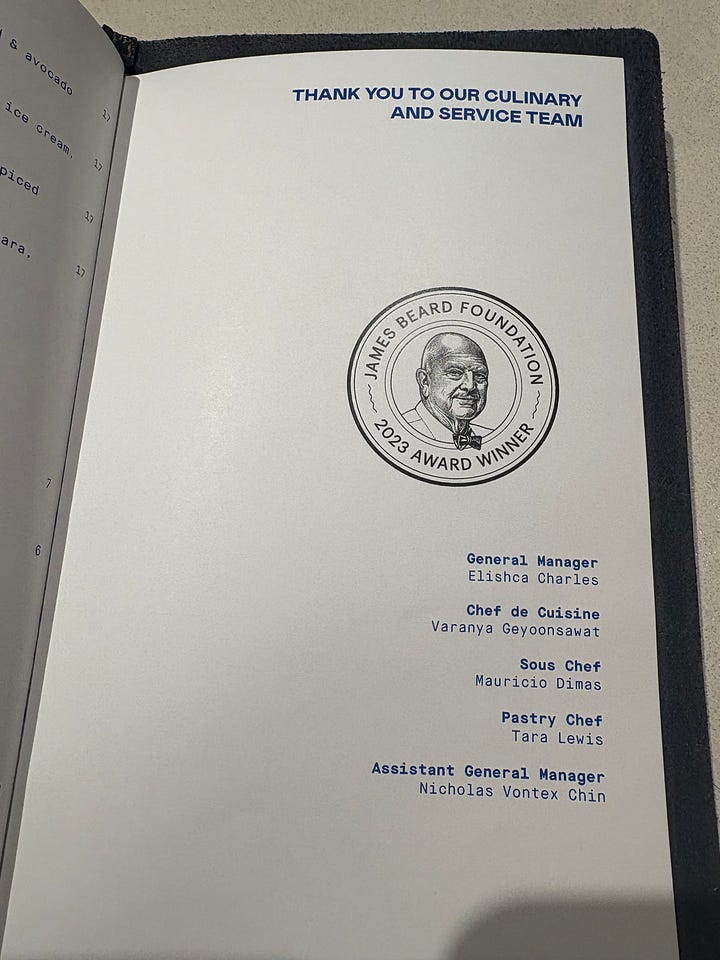 & avocado
17
ice cream,
17
piced
17
ara.
17
7
6
THANK YOU TO OUR CULINARY
AND SERVICE TEAM
JAMES BEARD FOUNDATION
2023 AWARD WINNER
General Manager
Elishca Charles
Chef de Cuisine
Varanya Geyoonsawat
Sous Chef
Mauricio Dimas
Pastry Chef
Tara Lewis
Assistant General Manager
Nicholas Vontex Chin